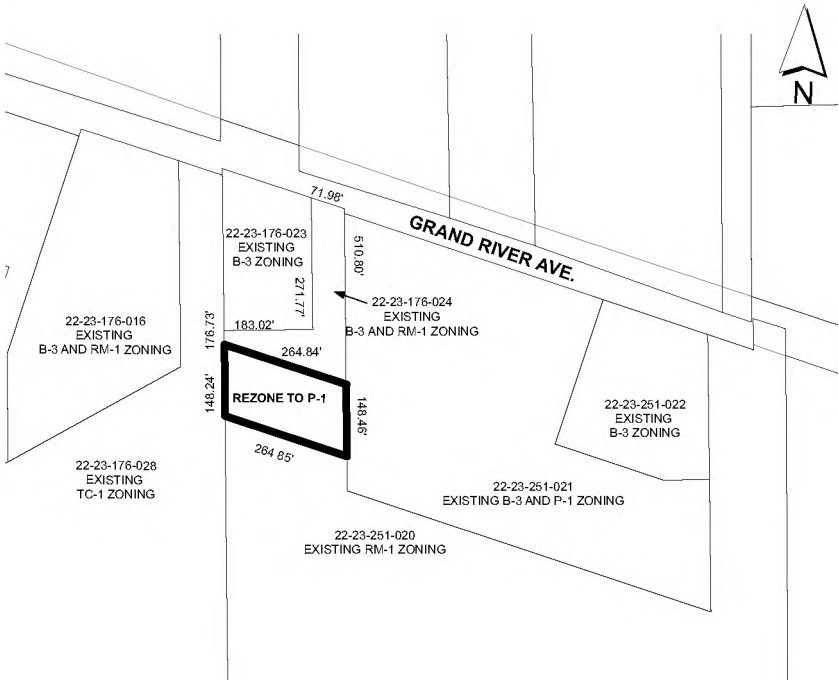 N
71.98'
GRAND RIVER AVE.
22-23-176-023
EXISTING
B-3 ZONING
510.80'
271.77'
22-23-176-024
EXISTING
B-3 AND RM-1 ZONING
22-23-176-016
EXISTING
B-3 AND RM-1 ZONING
183.02'
176.73'
264.84'
148.24'
REZONE TO P-1
148.46'
264.85'
22-23-251-022
EXISTING
B-3 ZONING
22-23-176-028
EXISTING
TC-1 ZONING
22-23-251-021
EXISTING B-3 AND P-1 ZONING
22-23-251-020
EXISTING RM-1 ZONING